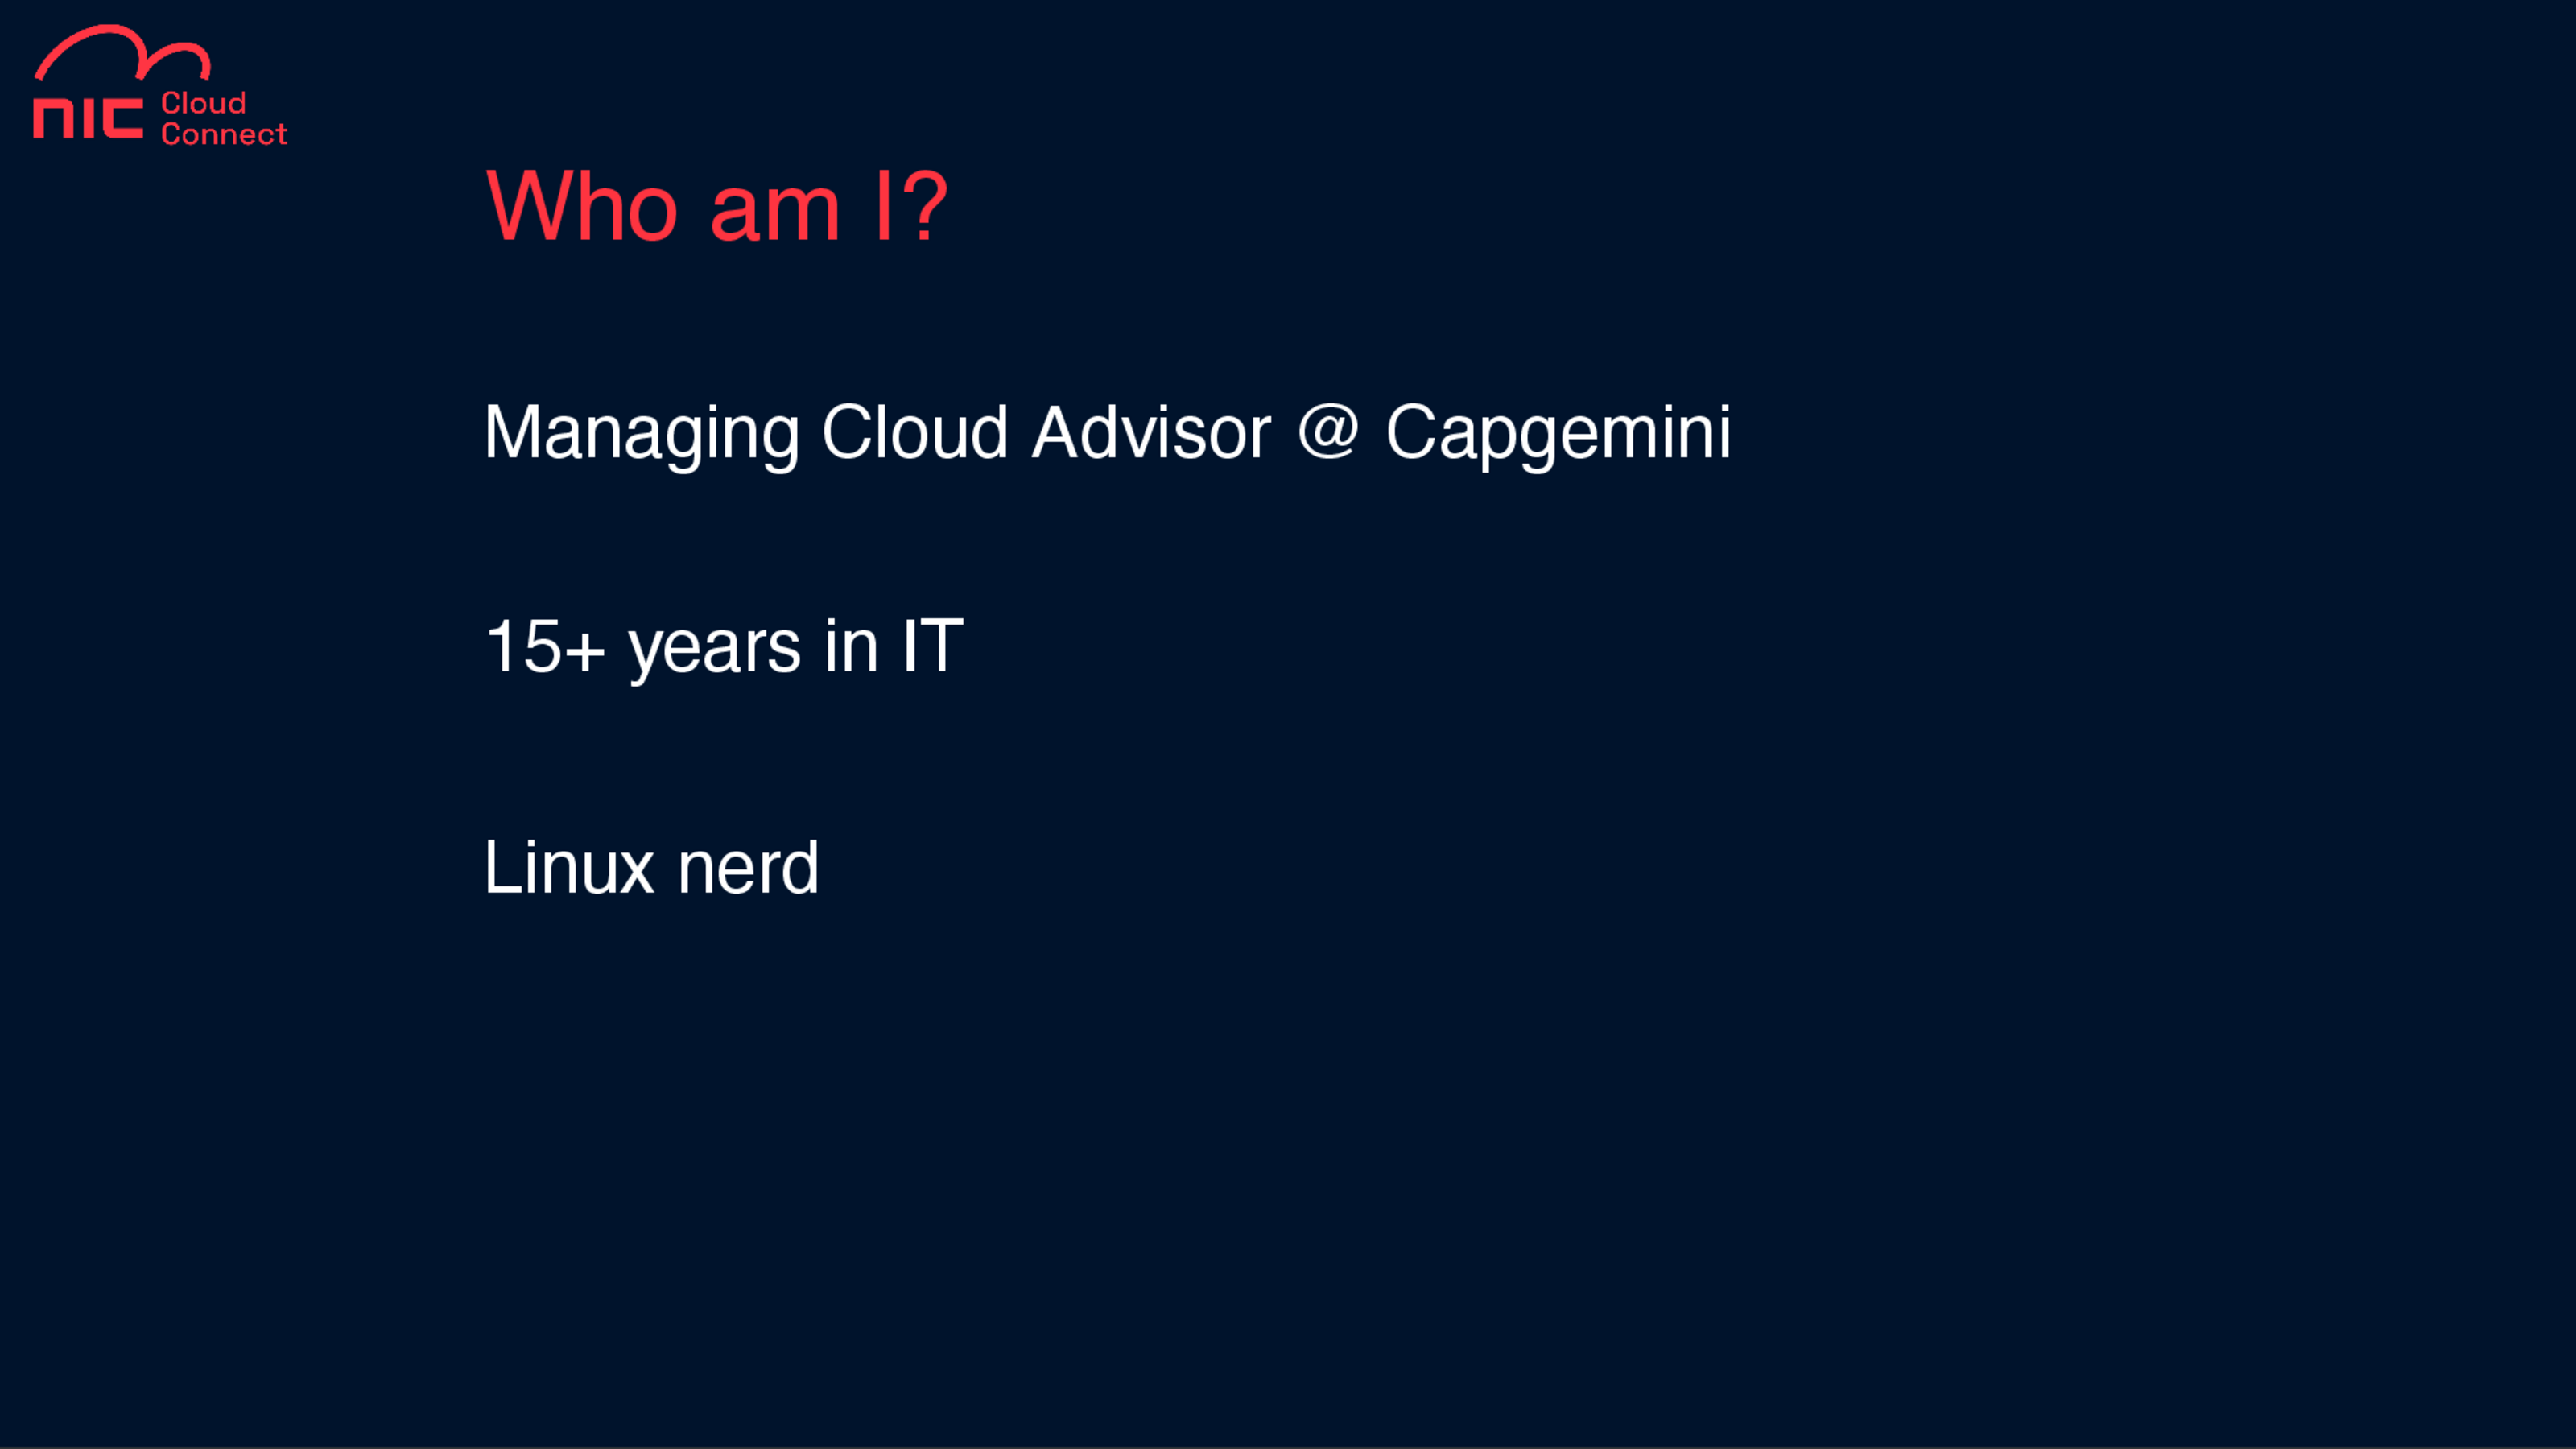 nic Cloud
Connect
Who am I?
Managing Cloud Advisor @ Capgemini
15+ years in IT
Linux nerd